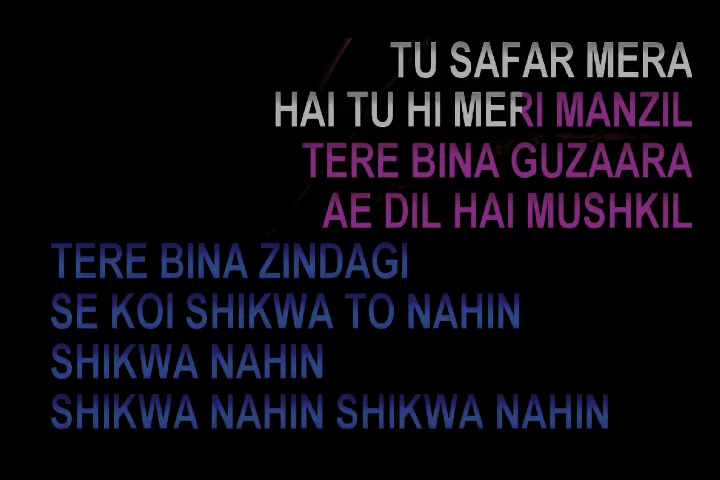 TU SAFAR MERA
HAI TU HI MERI MANZIL
TERE BINA GUZAARA
AE DIL HAI MUSHKIL
TERE BINA ZINDAGI
SE KOI SHIKWA TO NAHIN
SHIKWA NAHIN
SHIKWA NAHIN SHIKWA NAHIN